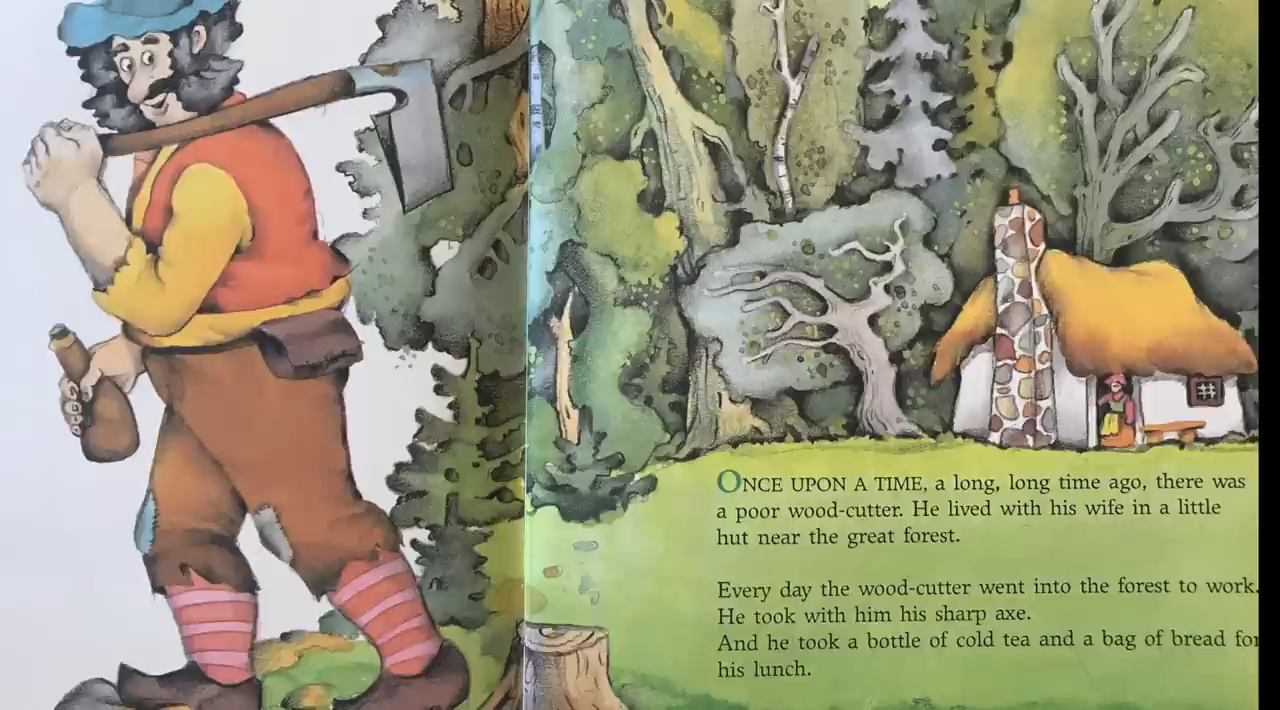 ONCE UPON A TIME, a long, long time ago, there was
a poor wood-cutter. He lived with his wife in a little
hut near the great forest.
Every day the wood-cutter went into the forest to work.
He took with him his sharp axe.
And he took a bottle of cold tea and a bag of bread for
his lunch.